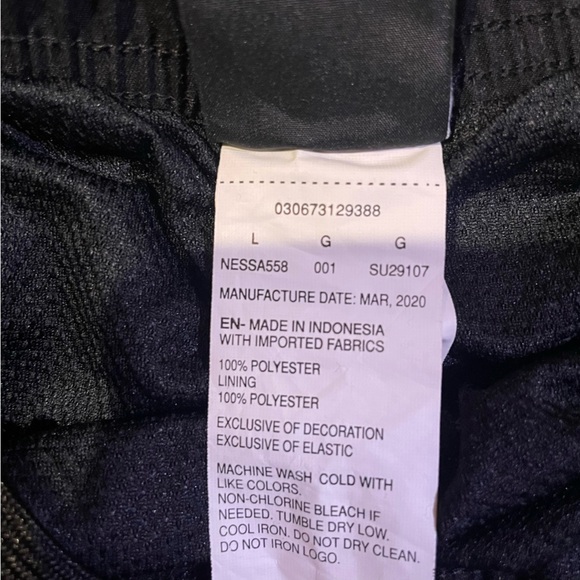 030673129388
L G G
NESSA558 001 SU29107
MANUFACTURE DATE: MAR, 2020
EN- MADE IN INDONESIA
WITH IMPORTED FABRICS
100% POLYESTER
LINING
100% POLYESTER
EXCLUSIVE OF DECORATION
EXCLUSIVE OF ELASTIC
MACHINE WASH COLD WITH
LIKE COLORS.
NON-CHLORINE BLEACH IF
NEEDED. TUMBLE DRY LOW.
COOL IRON. DO NOT DRY CLEAN.
DO NOT IRON LOGO.